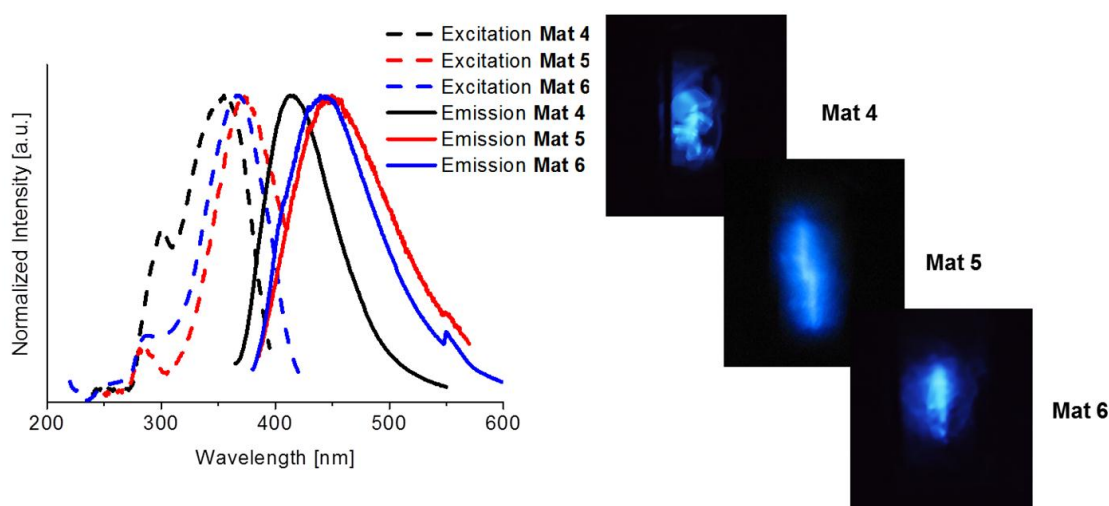 Excitation Mat 4
Excitation Mat 5
Excitation Mat 6
Emission Mat 4
Emission Mat 5
Emission Mat 6
Normalized Intensity [a.u.]
200 300 400 500 600
Wavelength [nm]
Mat 4
Mat 5
Mat 6